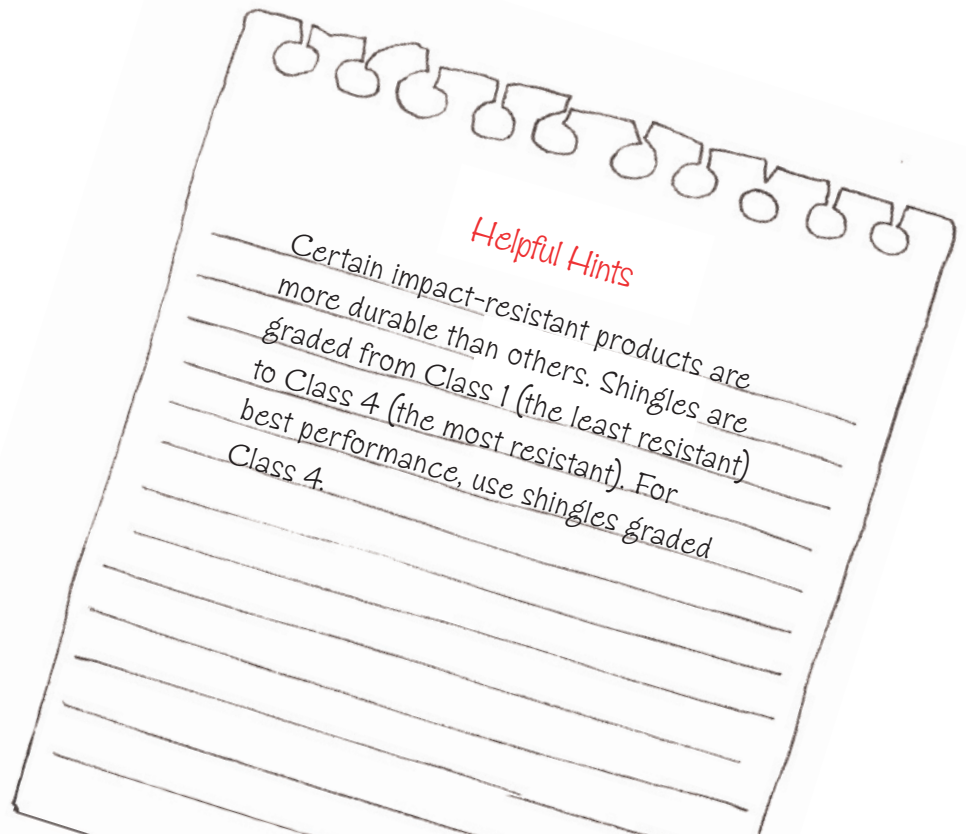 Helpful Hints
Certain impact-resistant products are
more durable than others. Shingles are
graded from Class 1 (the least resistant)
to Class 4 (the most resistant). For
best performance, use shingles graded
Class 4.